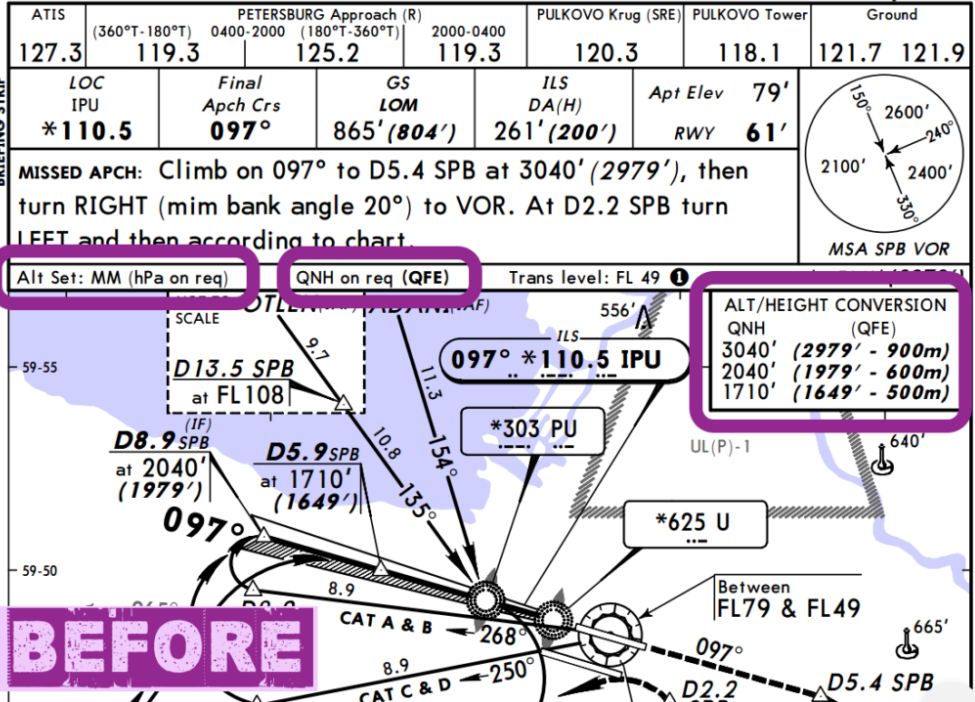 ATIS
127.3
PETERSBURG Approach (R)
(360°T-180°T) 0400-2000 (180°T-360°T) 2000-0400
119.3 125.2 119.3
PULKOVO Krug (SRE)
120.3
PULKOVO Tower
118.1
Ground
121.7 121.9
BRIEFING STRIP
LOC
IPU
*110.5
Final
Apch Crs
097°
GS
LOM
865' (804')
ILS
DA(H)
261' (200')
Apt Elev 79'
RWY 61'
MISSED APCH: Climb on 097° to D5.4 SPB at 3040' (2979'), then
turn RIGHT (mim bank angle 20°) to VOR. At D2.2 SPB turn
LEFT and then according to chart.
150°
2600'
240°
2100'
2400'
330°
MSA SPB VOR
Alt Set: MM (hPa on req)
QNH on req (QFE)
Trans level: FL 49 1
ALT/HEIGHT CONVERSION
QNH (QFE)
3040' (2979' - 900m)
2040' (1979' - 600m)
1710' (1649' - 500m)
SCALE
D13.5 SPB
at FL108
9.7
11.3
154°
10.8
135°
556'
ILS
097° *110.5 IPU
*303 PU
UL(P)-1
640'
*625 U
59-55
(IF)
D8.9 SPB
at 2040'
(1979')
D5.9 SPB
at 1710'
(1649')
097°
59-50
8.9
CAT A & B
268°
8.9
CAT C & D
250°
Between
FL79 & FL49
665'
097°
D5.4 SPB
D2.2
BEFORE